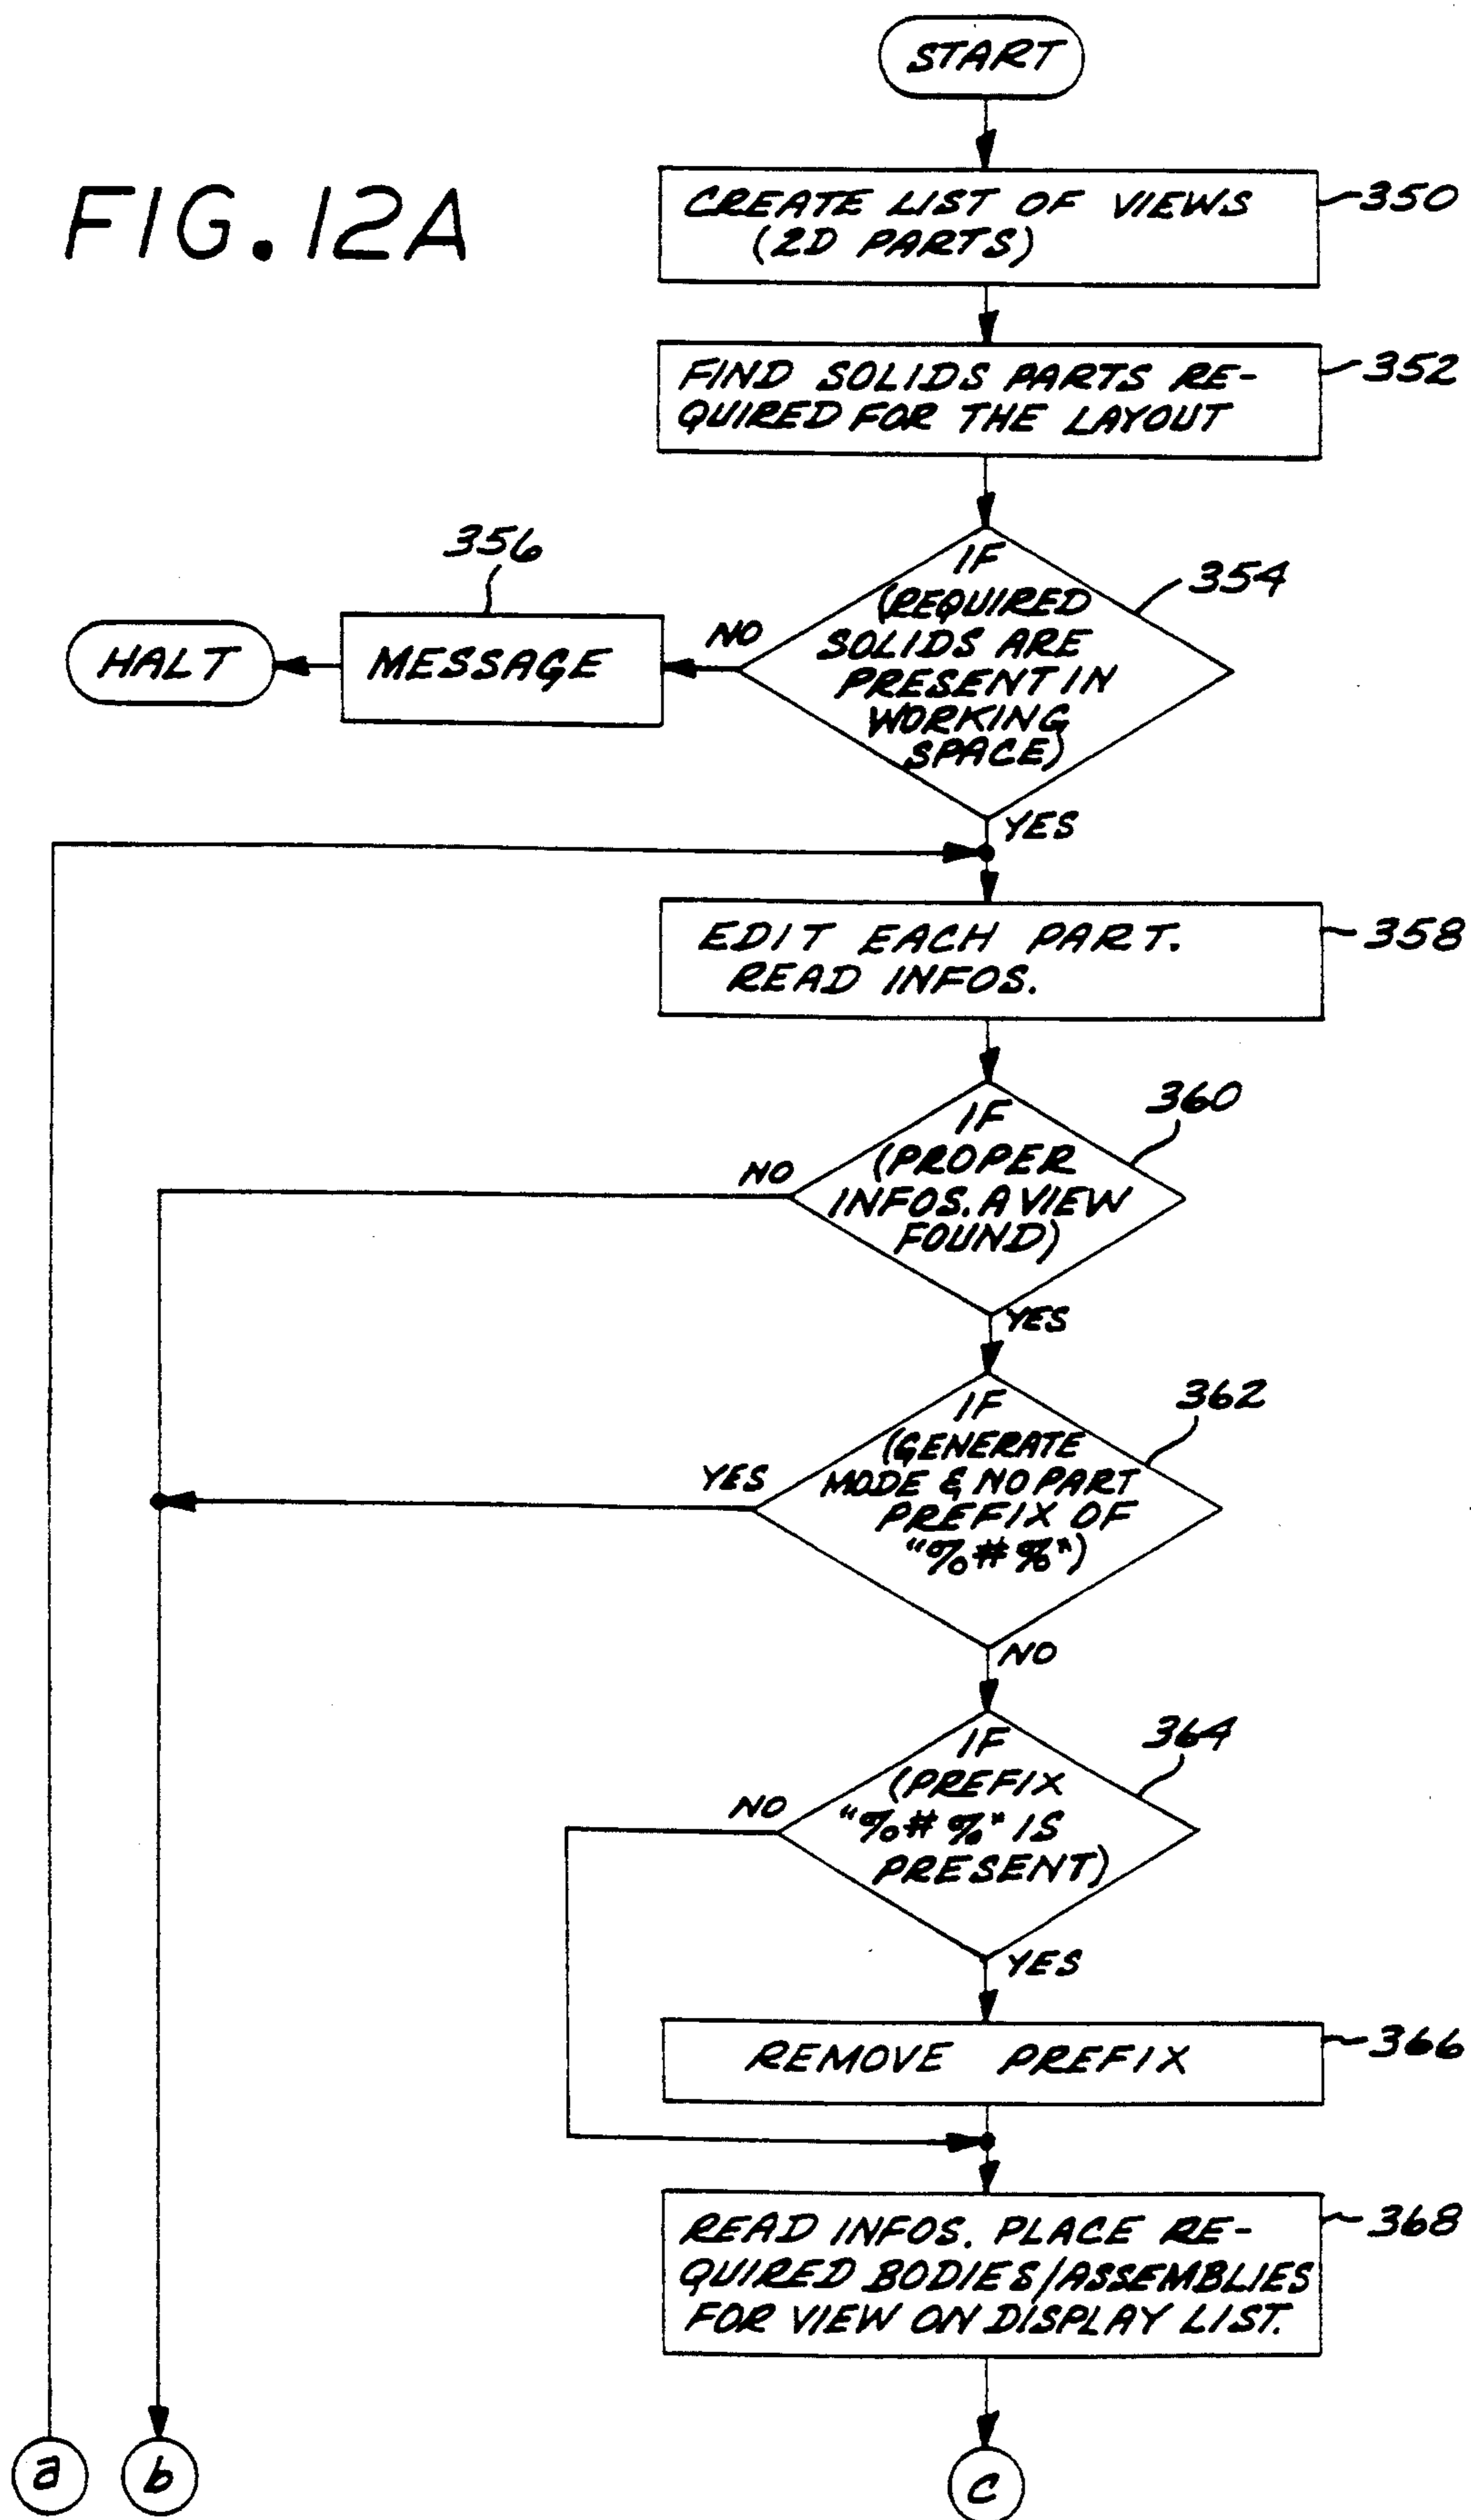 START
FIG. 12A
CREATE LIST OF VIEWS
(2D PARTS)
350
FIND SOLIDS PARTS RE-
QUIRED FOR THE LAYOUT
352
356
IF
(REQUIRED
SOLIDS ARE
PRESENT IN
WORKING
SPACE)
354
NO
MESSAGE
HALT
YES
EDIT EACH PART.
READ INFOS.
358
IF
(PROPER
INFOS. A VIEW
FOUND)
360
NO
YES
IF
(GENERATE
MODE & NO PART
PREFIX OF
"%#%")
362
YES
NO
IF
(PREFIX
"%#%" IS
PRESENT)
364
NO
YES
REMOVE PREFIX
366
READ INFOS. PLACE RE-
QUIRED BODIES/ASSEMBLIES
FOR VIEW ON DISPLAY LIST.
368
a
b
c